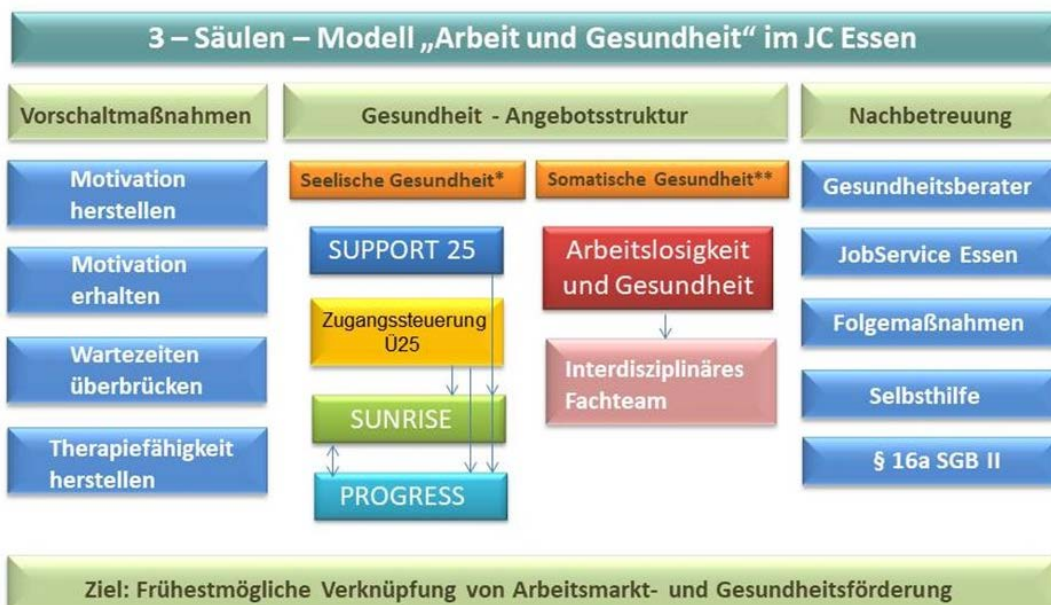 3 – Säulen – Modell „Arbeit und Gesundheit“ im JC Essen
Vorschaltmaßnahmen
Motivation
herstellen
Motivation
erhalten
Wartezeiten
überbrücken
Therapiefähigkeit
herstellen
Gesundheit - Angebotsstruktur
Seelische Gesundheit*
SUPPORT 25
Zugangssteuerung
Ü25
SUNRISE
PROGRESS
Somatische Gesundheit**
Arbeitslosigkeit
und Gesundheit
Interdisziplinäres
Fachteam
Nachbetreuung
Gesundheitsberater
JobService Essen
Folgemaßnahmen
Selbsthilfe
§ 16a SGB II
Ziel: Frühestmögliche Verknüpfung von Arbeitsmarkt- und Gesundheitsförderung